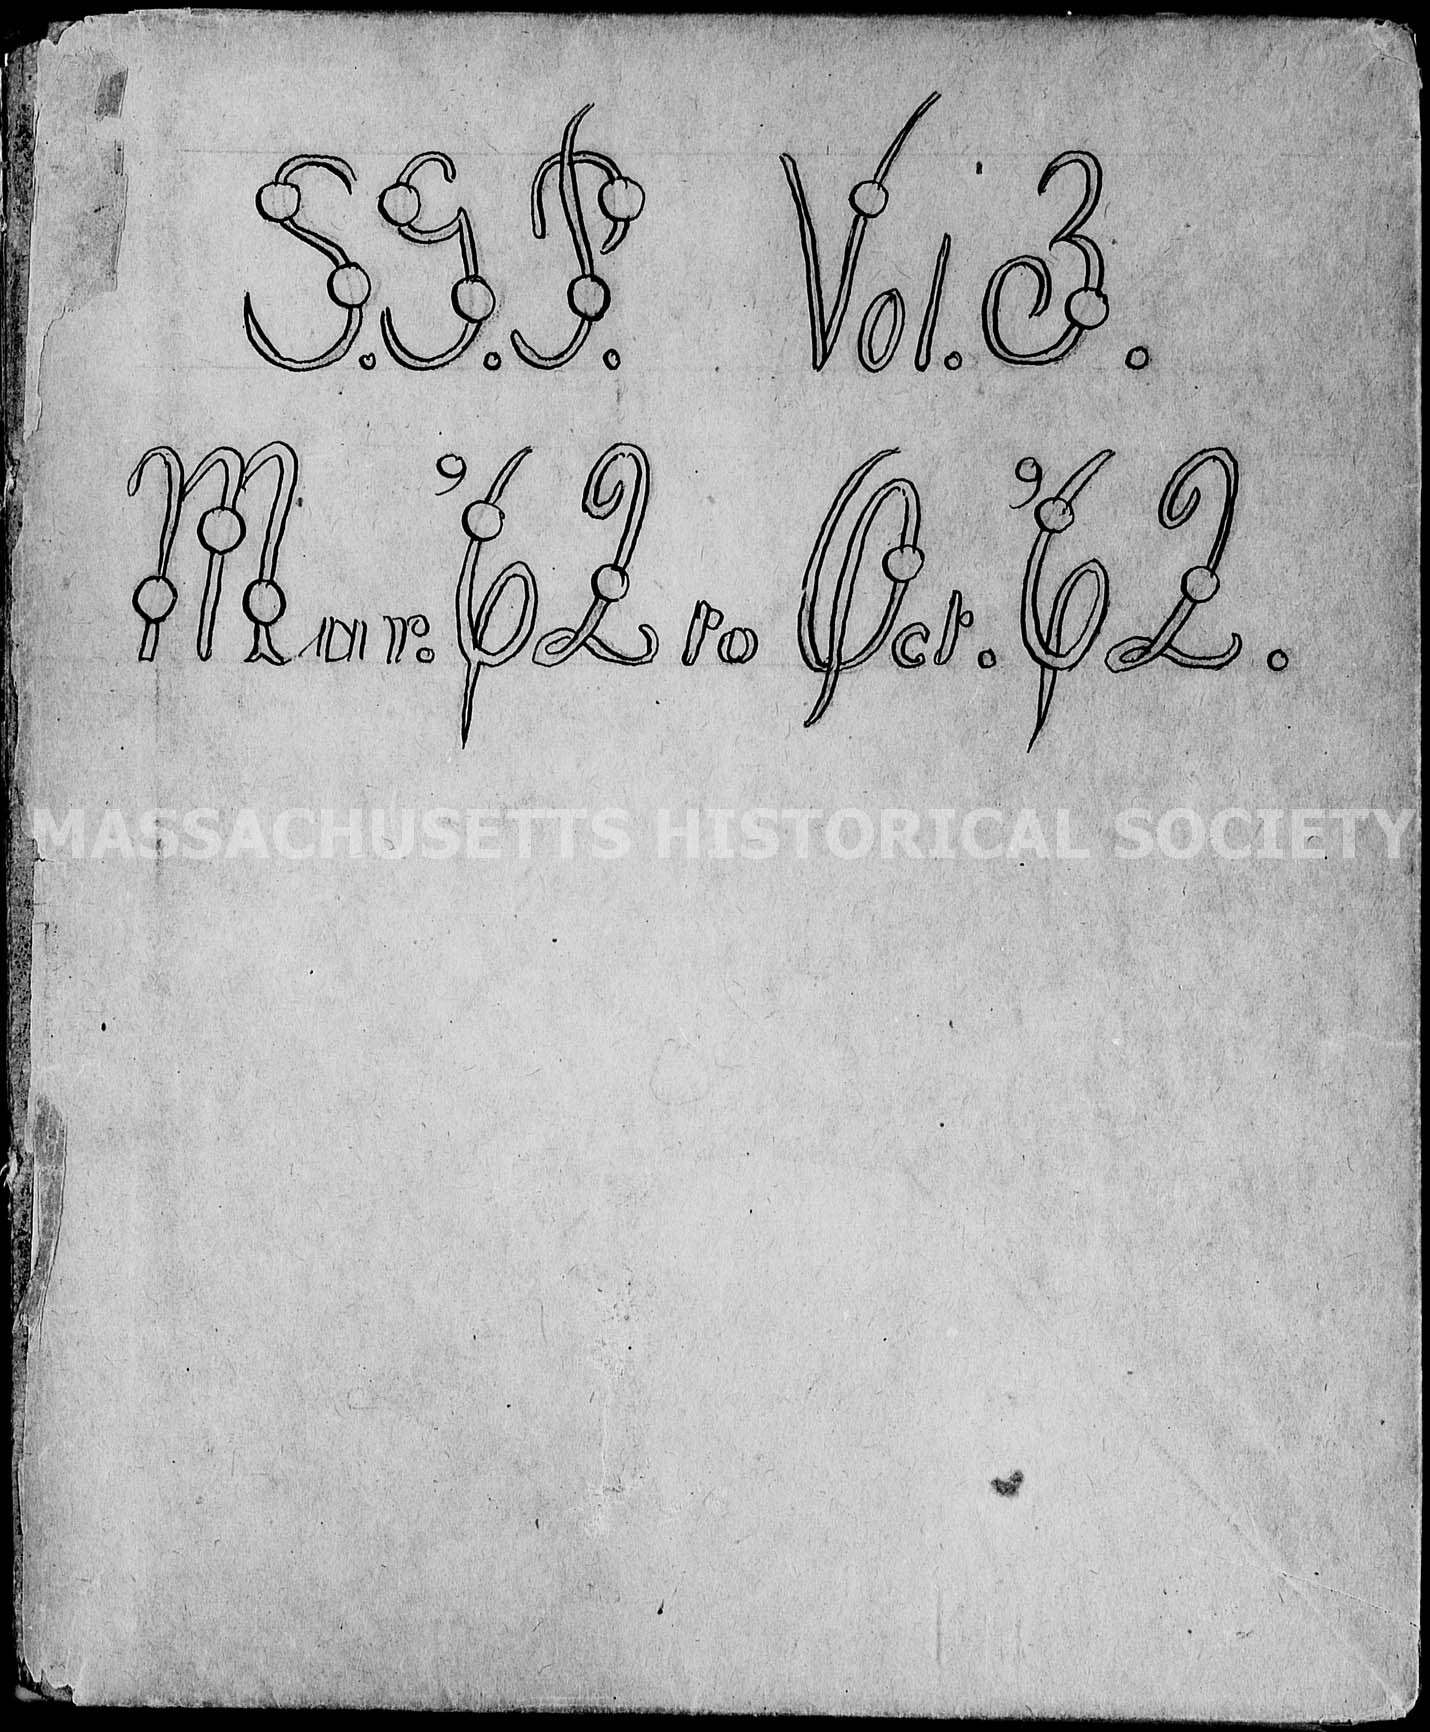 S.G.P. Vol. 3.
Mar. '62 to Oct. '62.
MASSACHUSETTS HISTORICAL SOCIETY